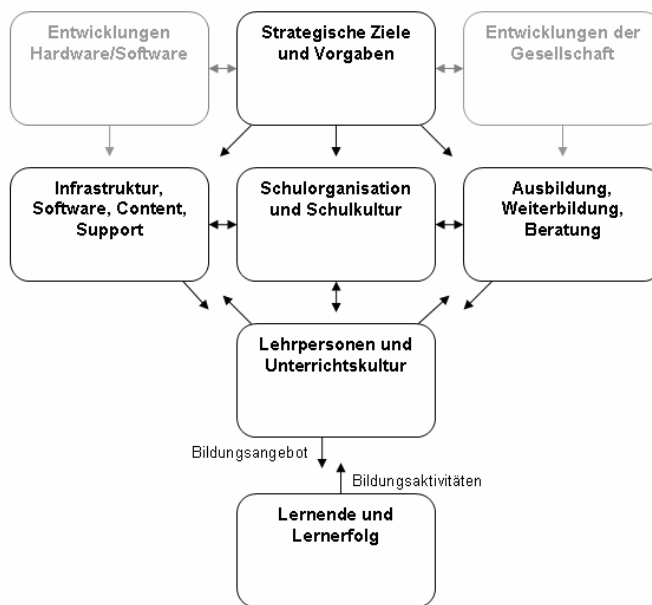 Entwicklungen
Hardware/Software
Strategische Ziele
und Vorgaben
Entwicklungen der
Gesellschaft
Infrastruktur,
Software, Content,
Support
Schulorganisation
und Schulkultur
Ausbildung,
Weiterbildung,
Beratung
Lehrpersonen und
Unterrichtskultur
Bildungsangebot
Bildungsaktivitäten
Lernende und
Lernerfolg